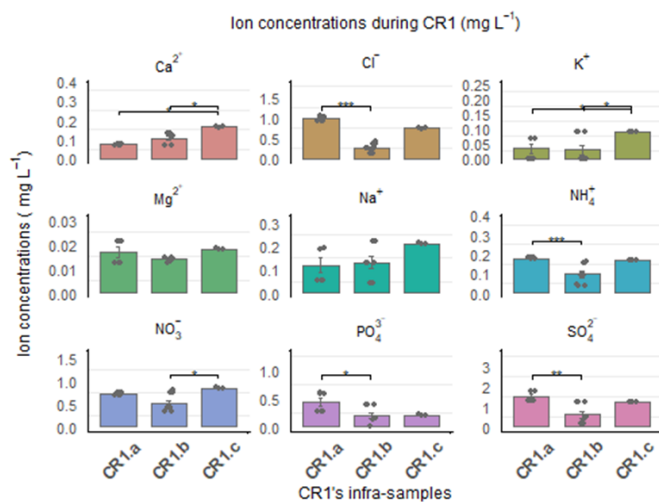 Ion concentrations during CR1 (mg L⁻¹)
Ca²⁺
Cl⁻
K⁺
0.4
0.3
0.2
0.1
0.0
*
*
1.5
1.0
0.5
0.0
***
0.25
0.20
0.15
0.10
0.05
0.00
*
Mg²⁺
Na⁺
NH₄⁺
0.03
0.02
0.01
0.00
0.3
0.2
0.1
0.0
0.4
0.3
0.2
0.1
0.0
***
NO₃⁻
PO₄³⁻
SO₄²⁻
1.5
1.0
0.5
0.0
*
0.3
0.2
0.1
0.0
*
3
2
1
0
**
CR1.a
CR1.b
CR1.c
CR1.a
CR1.b
CR1.c
CR1.a
CR1.b
CR1.c
CR1's infra-samples
Ion concentrations ( mg L⁻¹)